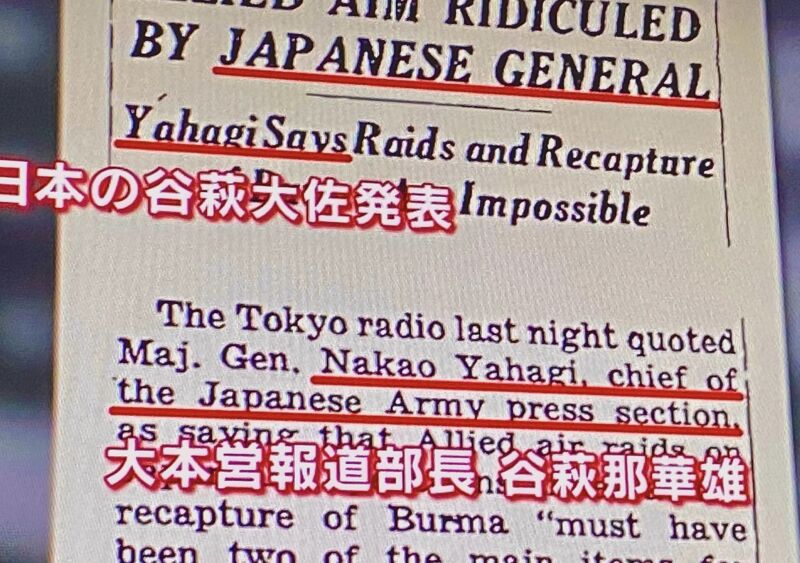 AIM RIDICULED
BY JAPANESE GENERAL
Yahagi Says Raids and Recapture
日本の谷萩大佐発表 Impossible
The Tokyo radio last night quoted
Maj. Gen. Nakao Yahagi, chief of
the Japanese Army press section,
as saying that Allied air raids on
大本営報道部長 谷萩那華雄
recapture of Burma “must have
been two of the main items